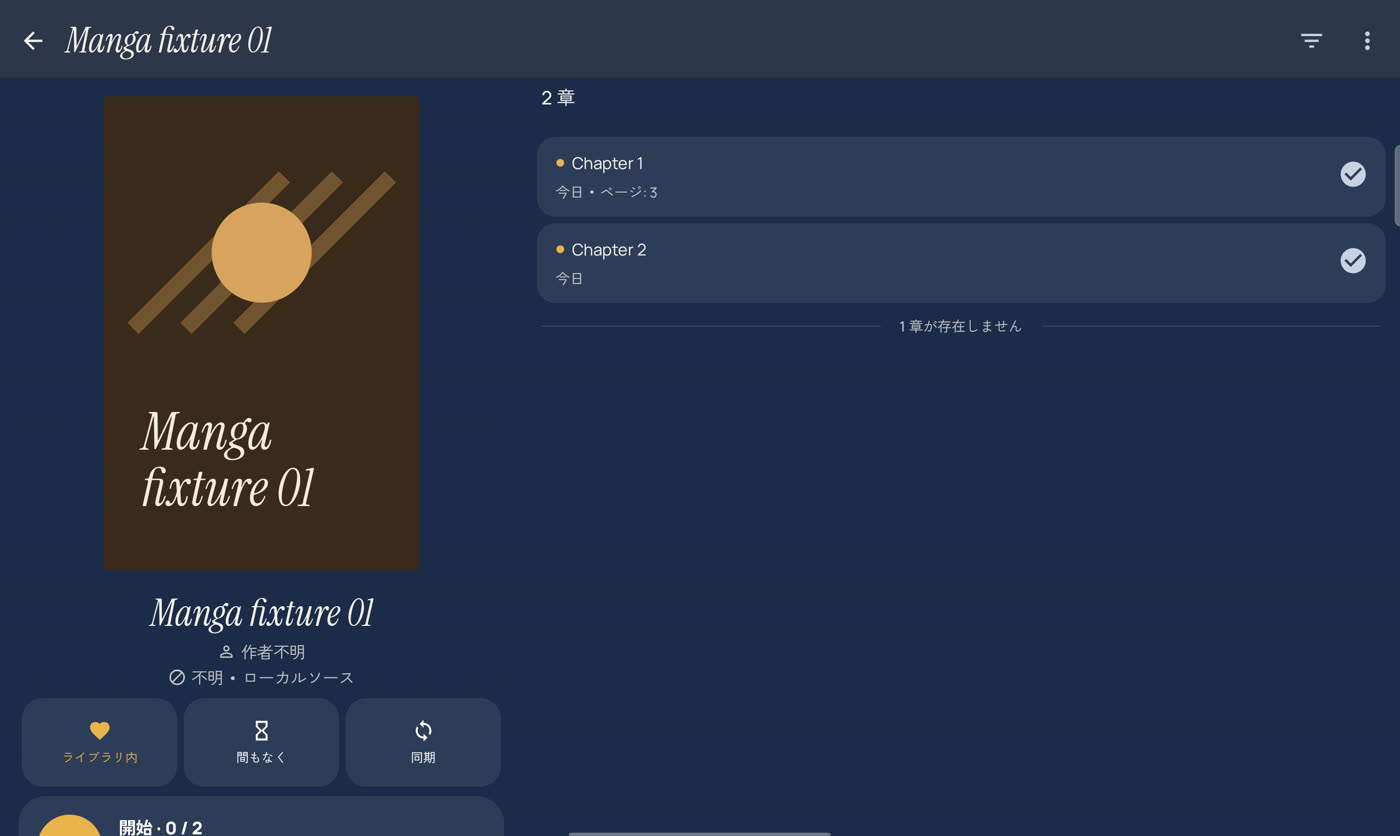 Manga fixture 01
Manga
fixture 01
Manga fixture 01
作者不明
不明 • ローカルソース
ライブラリ内
間もなく
同期
開始 · 0 / 2
2 章
Chapter 1
今日 • ページ: 3
Chapter 2
今日
1 章が存在しません